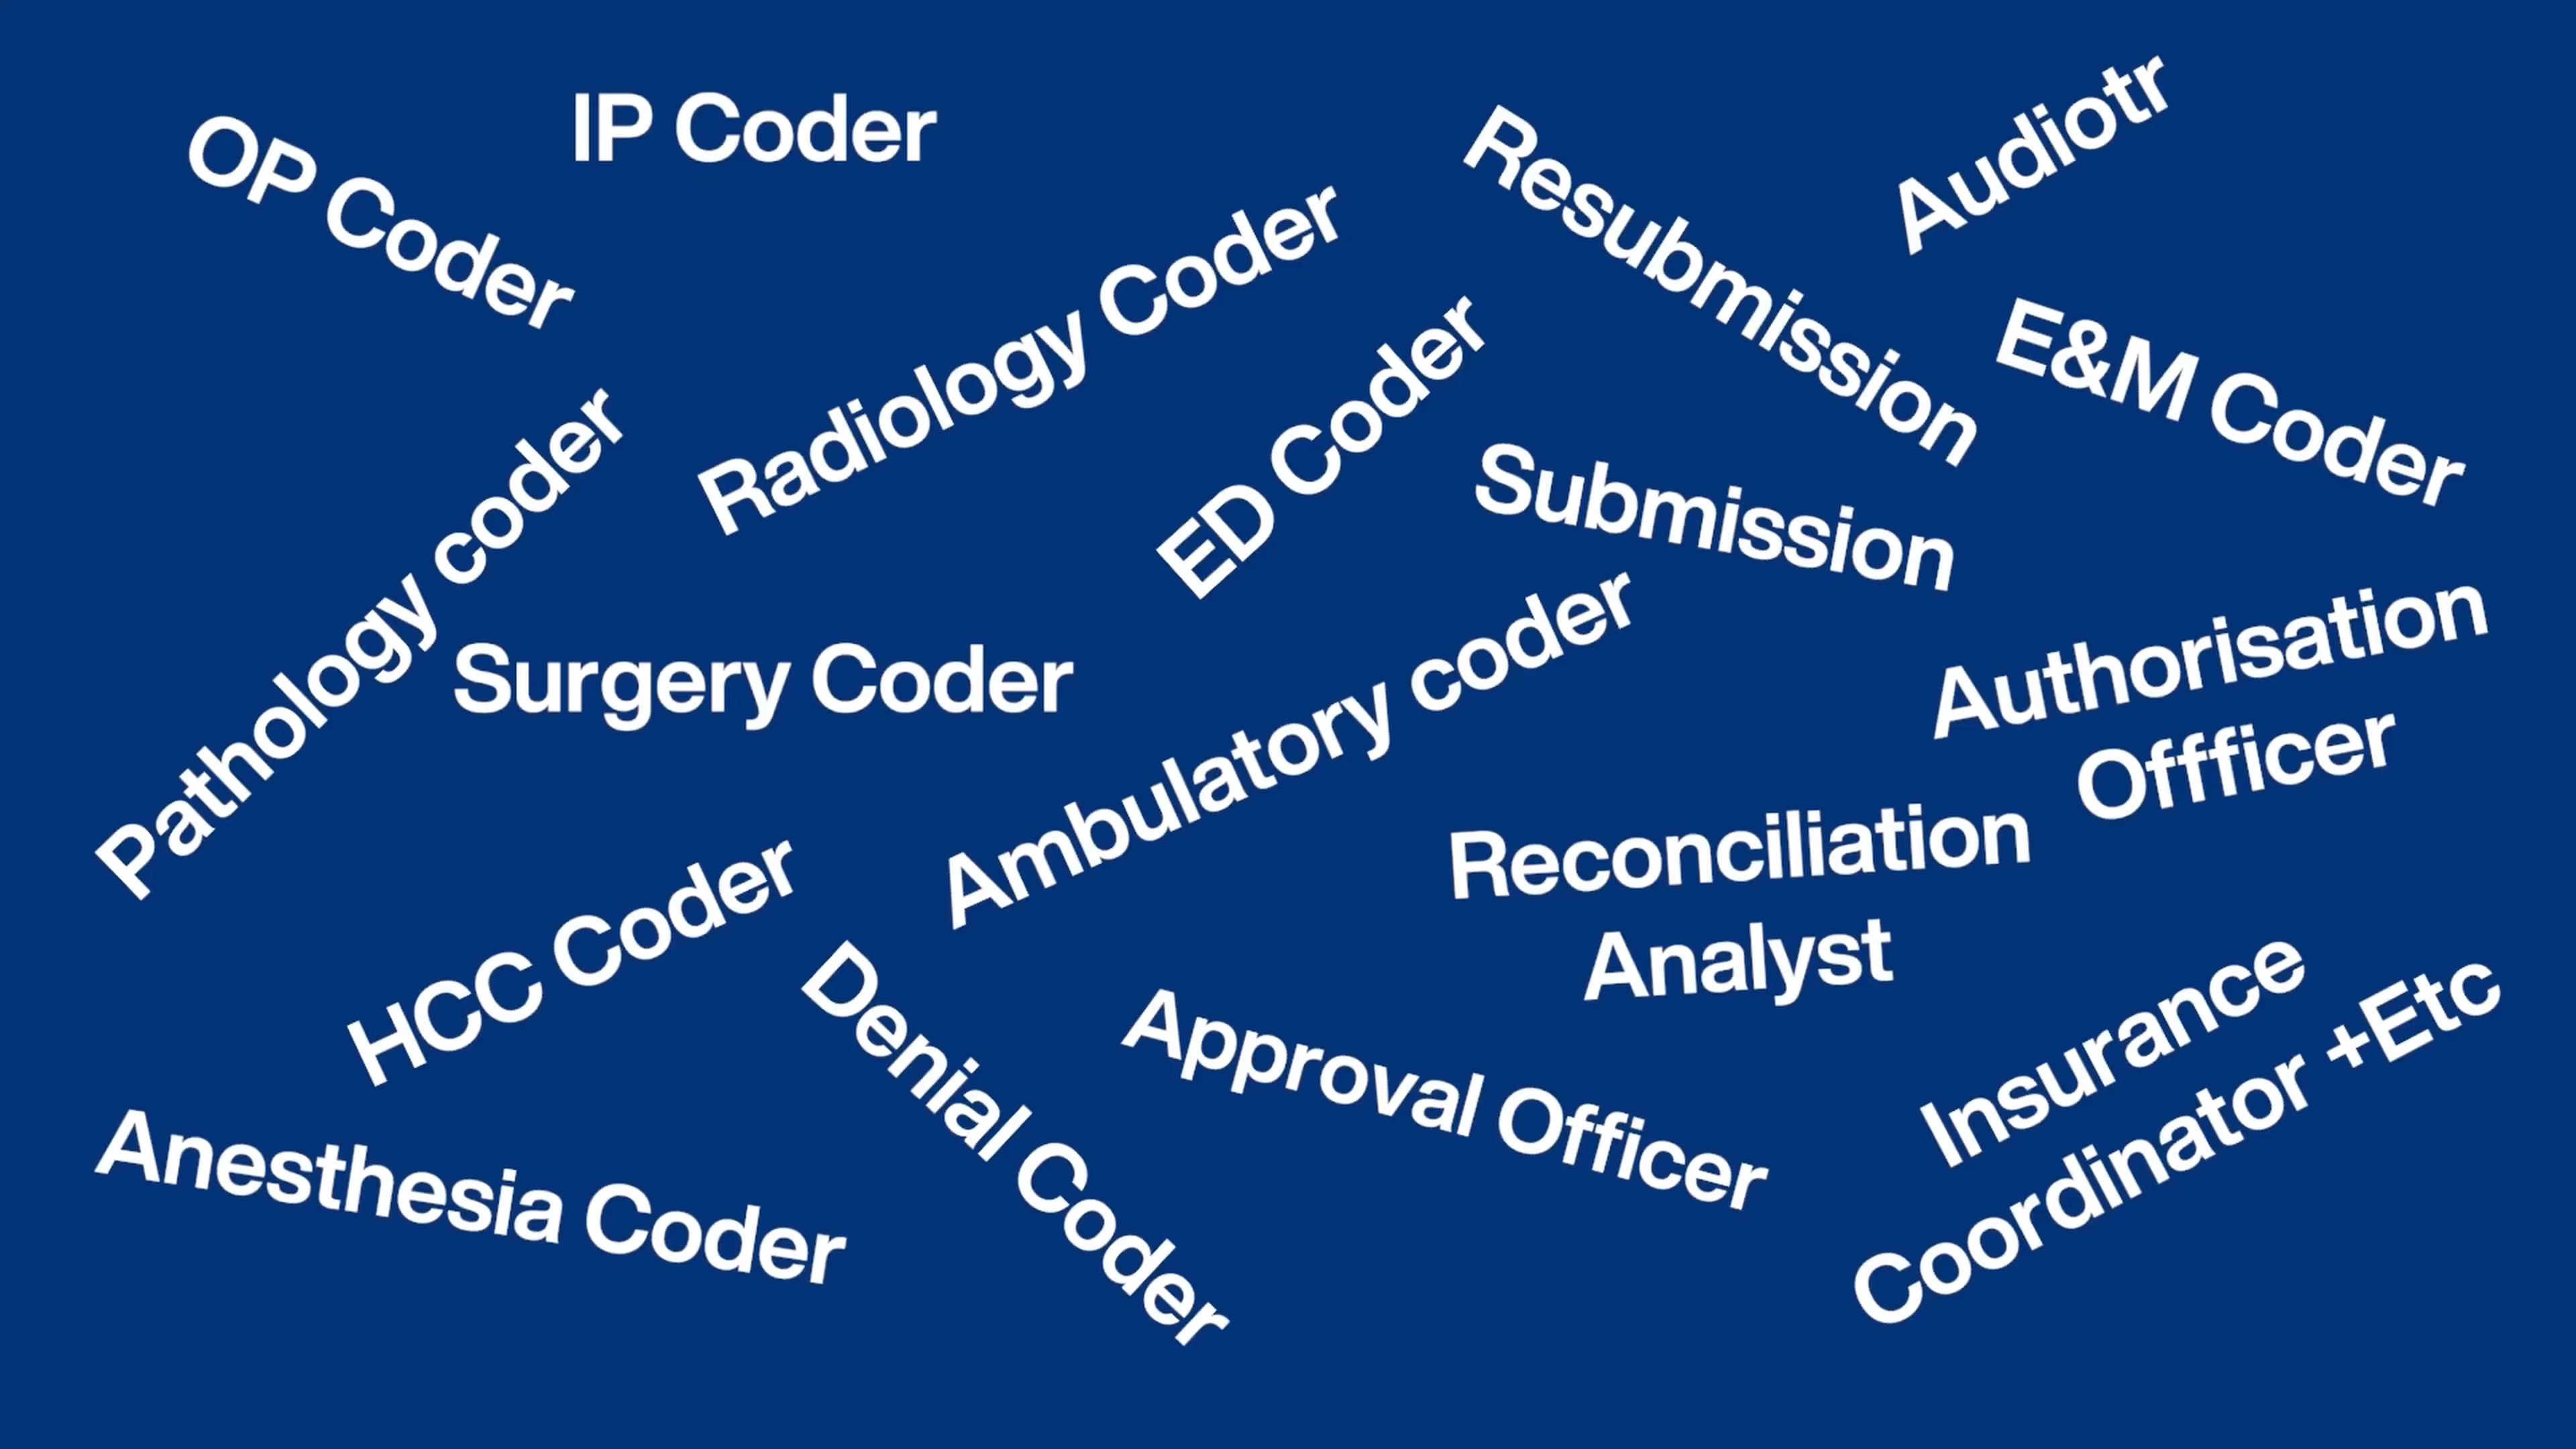 IP Coder
OP Coder
Radiology Coder
Resubmission
Audiotr
E&M Coder
ED Coder
Submission
Pathology coder
Surgery Coder
Ambulatory coder
Authorisation
Offficer
Reconciliation
Analyst
HCC Coder
Denial Coder
Approval Officer
Insurance
Coordinator +Etc
Anesthesia Coder